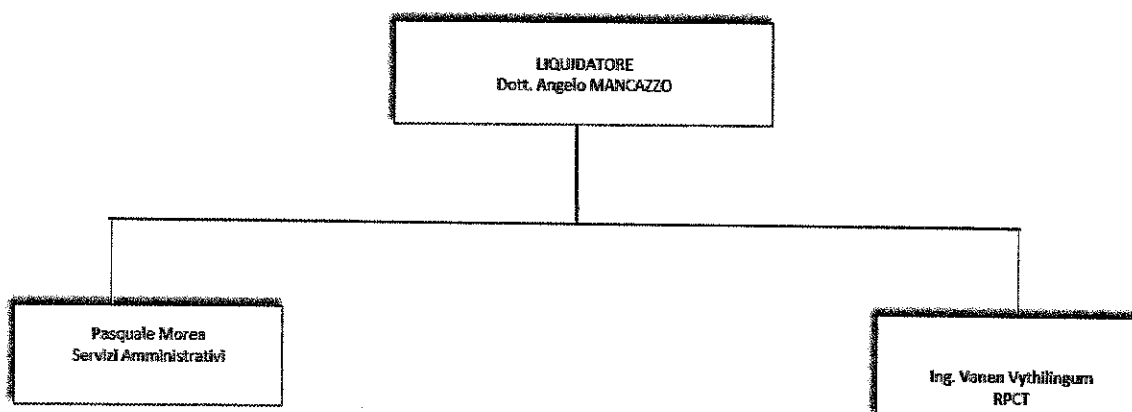 LIQUIDATORE
Dott. Angelo MANCAZZO
Pasquale Morea
Servizi Amministrativi
Ing. Vanen Vythilingum
RPCT